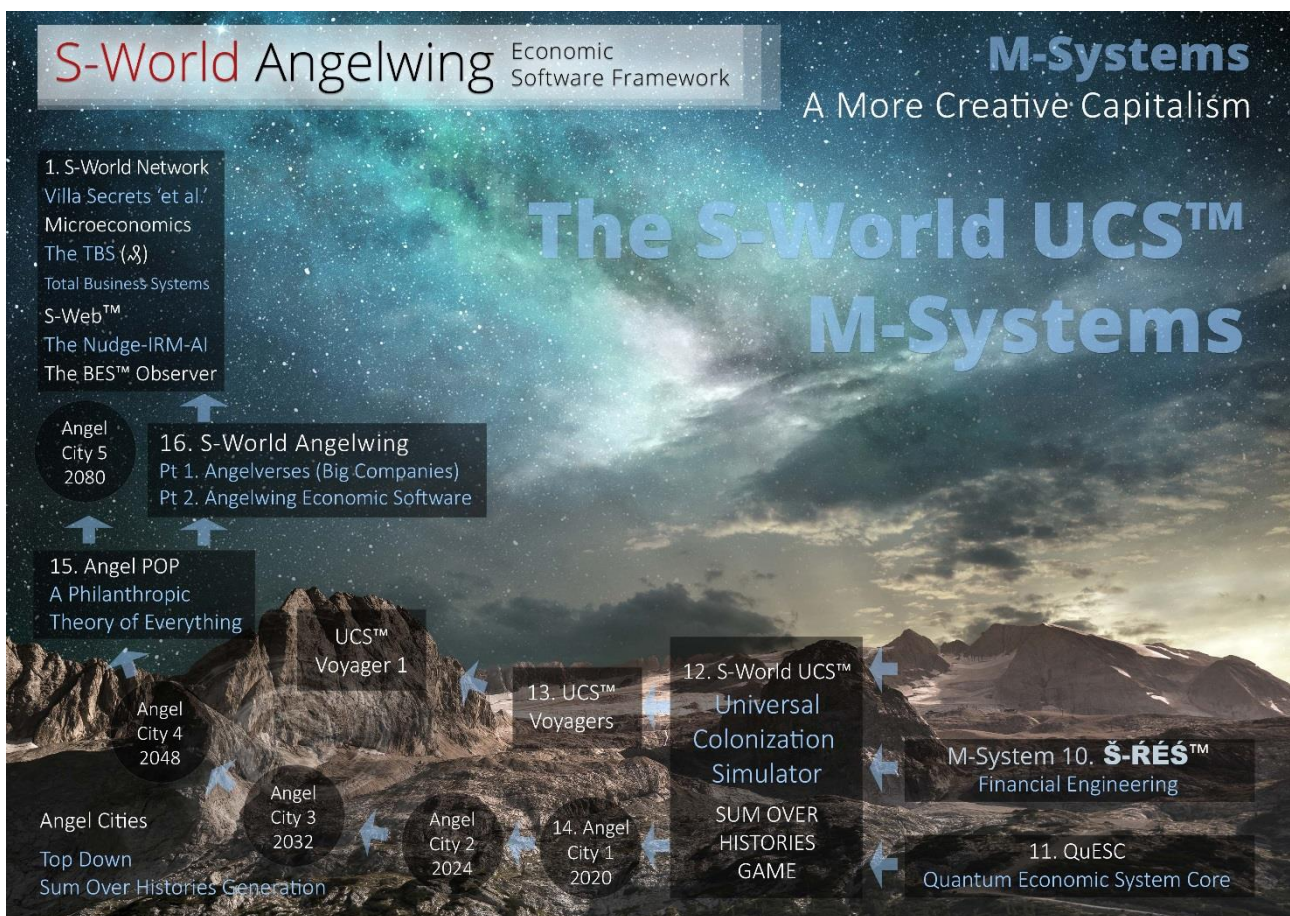 S-World Angelwing Economic
Software Framework
M-Systems
A More Creative Capitalism
The S-World UCS™
M-Systems
1. S-World Network
Villa Secrets ‘et al.’
Microeconomics
The TBS ()
Total Business Systems
S-Web™
The Nudge-IRM-AI
The BES™ Observer
Angel
City 5
2080
16. S-World Angelwing
Pt 1. Angelverses (Big Companies)
Pt 2. Angelwing Economic Software
15. Angel POP
A Philanthropic
Theory of Everything
UCS™
Voyager 1
13. UCS™
Voyagers
12. S-World UCS™
Universal
Colonization
Simulator
SUM OVER
HISTORIES
GAME
M-System 10. Š-ŔÉŚ™
Financial Engineering
11. QuESC
Quantum Economic System Core
14. Angel
City 1
2020
Angel
City 2
2024
Angel
City 3
2032
Angel
City 4
2048
Angel Cities
Top Down
Sum Over Histories Generation